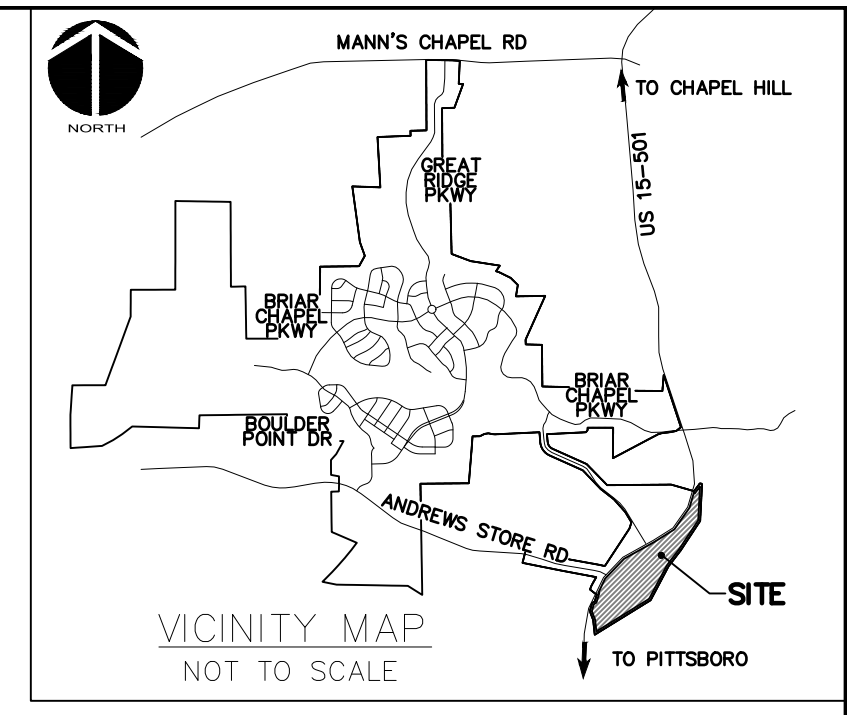 MANN'S CHAPEL RD
TO CHAPEL HILL
NORTH
US 15-501
GREAT
RIDGE
PKWY
BRIAR
CHAPEL
PKWY
BRIAR
CHAPEL
PKWY
BOULDER
POINT DR
ANDREWS STORE RD
SITE
VICINITY MAP
NOT TO SCALE
TO PITTSBORO